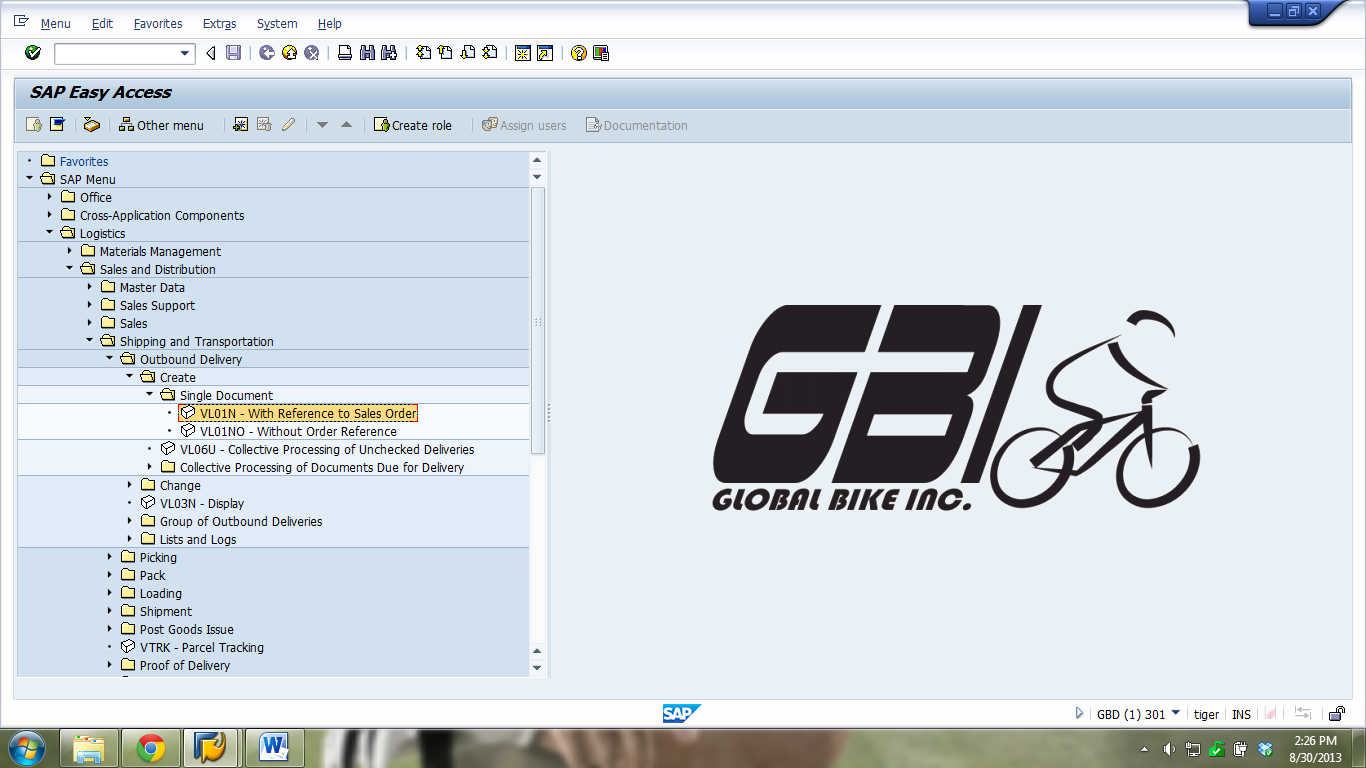 Menu Edit Favorites Extras System Help
SAP Easy Access
Other menu Create role Assign users Documentation
Favorites
SAP Menu
Office
Cross-Application Components
Logistics
Materials Management
Sales and Distribution
Master Data
Sales Support
Sales
Shipping and Transportation
Outbound Delivery
Create
Single Document
VL01N - With Reference to Sales Order
VL01NO - Without Order Reference
VL06U - Collective Processing of Unchecked Deliveries
Collective Processing of Documents Due for Delivery
Change
VL03N - Display
Group of Outbound Deliveries
Lists and Logs
Picking
Pack
Loading
Shipment
Post Goods Issue
VTRK - Parcel Tracking
Proof of Delivery
GBI
GLOBAL BIKE INC.
SAP
GBD (1) 301 tiger INS
2:26 PM
8/30/2013